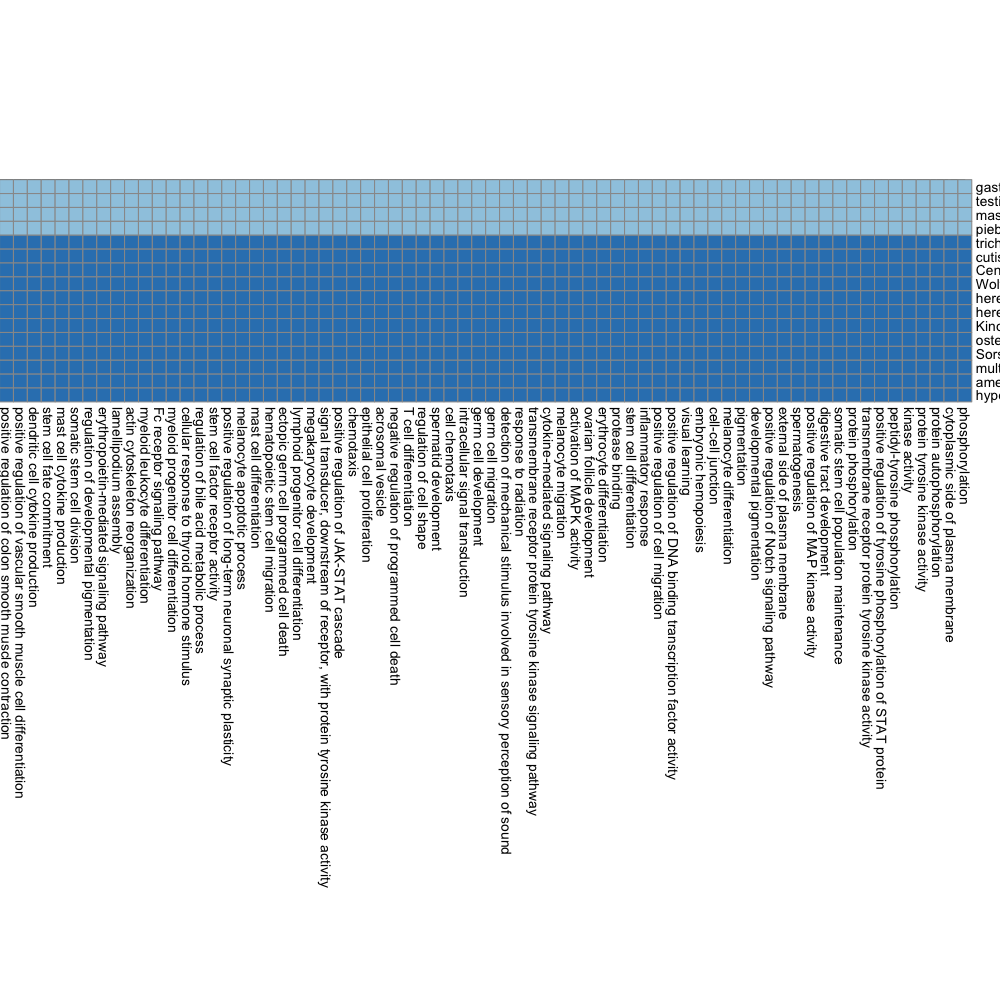 gast
testi
mas
pieb
trich
cutis
Cen
Wol
here
here
Kind
oste
Sors
mult
ame
hype
positive regulation of colon smooth muscle contraction
positive regulation of vascular smooth muscle cell differentiation
dendritic cell cytokine production
stem cell fate commitment
mast cell cytokine production
somatic stem cell division
regulation of developmental pigmentation
erythropoietin-mediated signaling pathway
lamellipodium assembly
actin cytoskeleton reorganization
myeloid leukocyte differentiation
Fc receptor signaling pathway
myeloid progenitor cell differentiation
cellular response to thyroid hormone stimulus
regulation of bile acid metabolic process
stem cell factor receptor activity
positive regulation of long-term neuronal synaptic plasticity
melanocyte apoptotic process
mast cell differentiation
hematopoietic stem cell migration
ectopic germ cell programmed cell death
lymphoid progenitor cell differentiation
megakaryocyte development
signal transducer, downstream of receptor, with protein tyrosine kinase activity
positive regulation of JAK-STAT cascade
chemotaxis
epithelial cell proliferation
acrosomal vesicle
negative regulation of programmed cell death
T cell differentiation
regulation of cell shape
spermatid development
cell chemotaxis
intracellular signal transduction
germ cell development
germ cell migration
detection of mechanical stimulus involved in sensory perception of sound
response to radiation
transmembrane receptor protein tyrosine kinase signaling pathway
cytokine-mediated signaling pathway
melanocyte migration
activation of MAPK activity
ovarian follicle development
erythrocyte differentiation
protease binding
stem cell differentiation
inflammatory response
positive regulation of cell migration
positive regulation of DNA binding transcription factor activity
visual learning
embryonic hemopoiesis
cell-cell junction
melanocyte differentiation
pigmentation
developmental pigmentation
positive regulation of Notch signaling pathway
external side of plasma membrane
spermatogenesis
positive regulation of MAP kinase activity
digestive tract development
somatic stem cell population maintenance
protein phosphorylation
transmembrane receptor protein tyrosine kinase activity
positive regulation of tyrosine phosphorylation of STAT protein
peptidyl-tyrosine phosphorylation
kinase activity
protein tyrosine kinase activity
protein autophosphorylation
cytoplasmic side of plasma membrane
phosphorylation